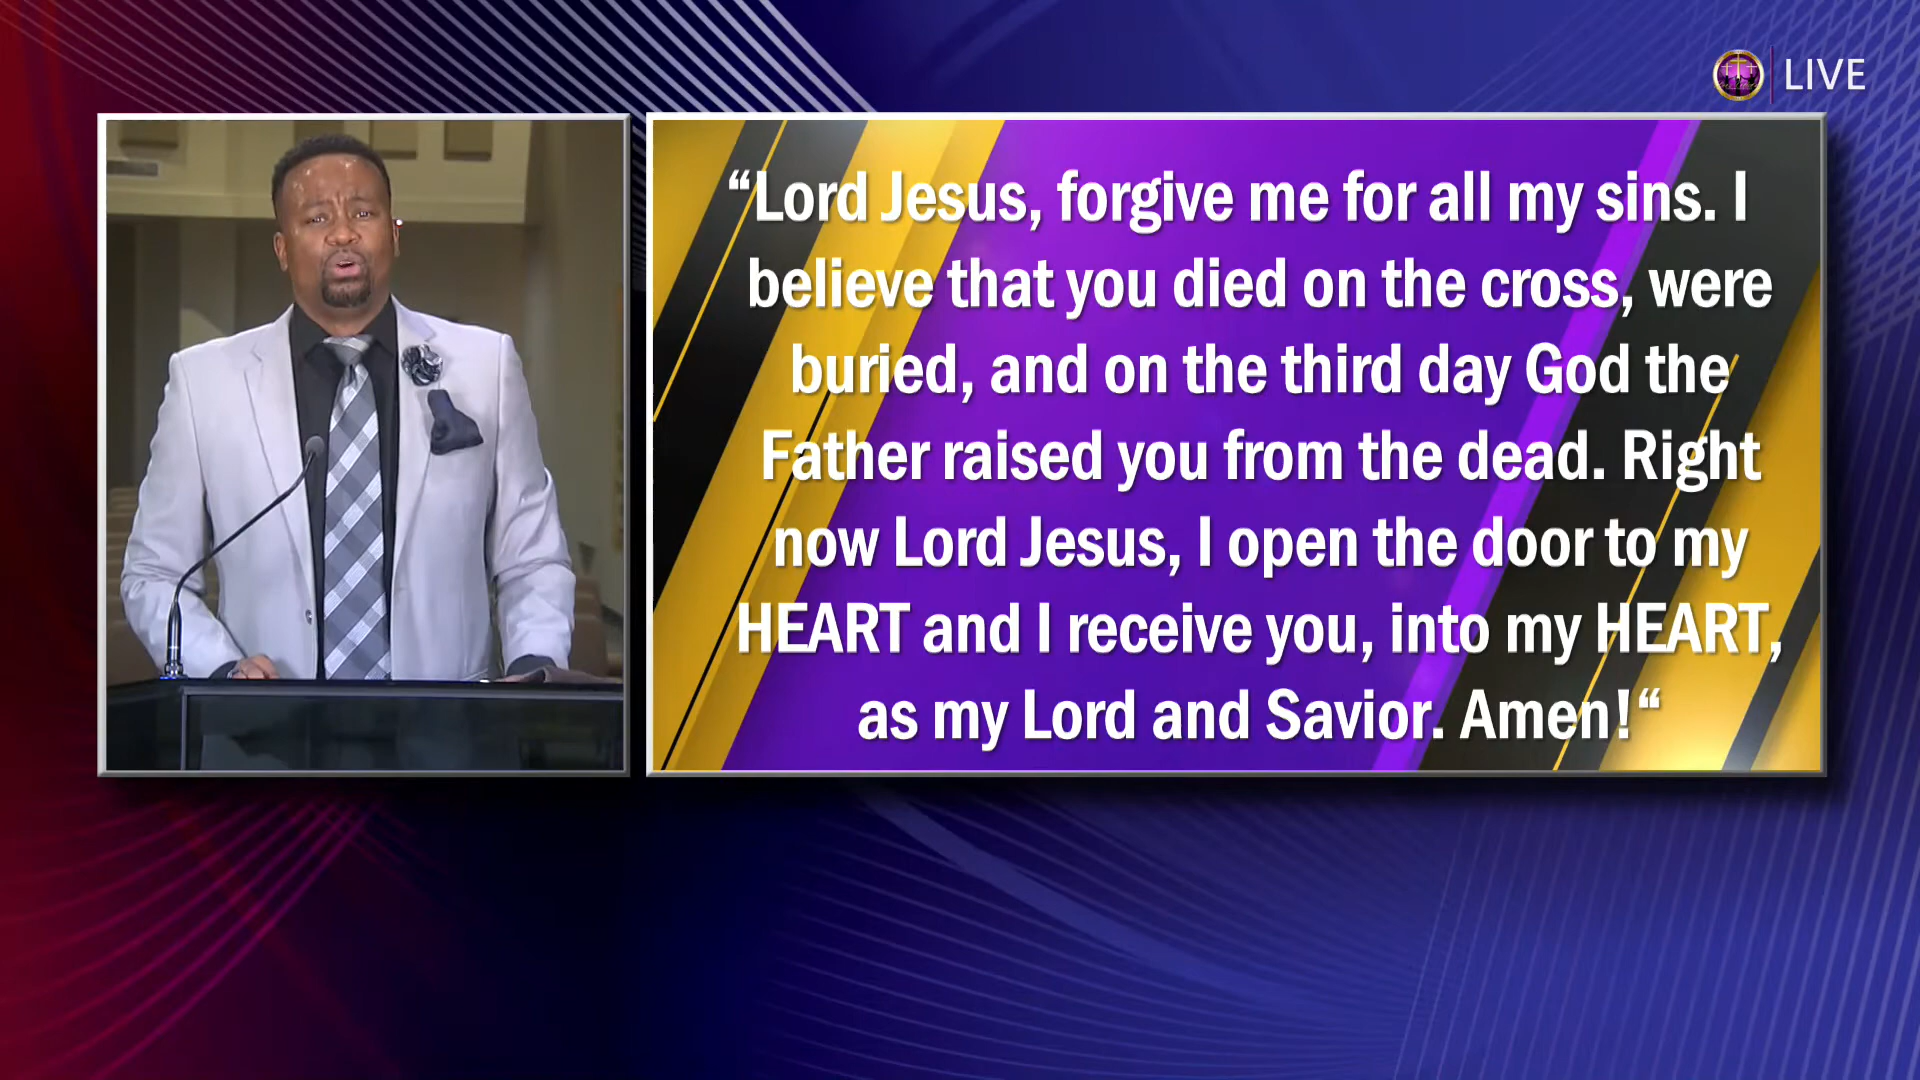 LIVE
“Lord Jesus, forgive me for all my sins. I
believe that you died on the cross, were
buried, and on the third day God the
Father raised you from the dead. Right
now Lord Jesus, I open the door to my
HEART and I receive you, into my HEART,
as my Lord and Savior. Amen!“